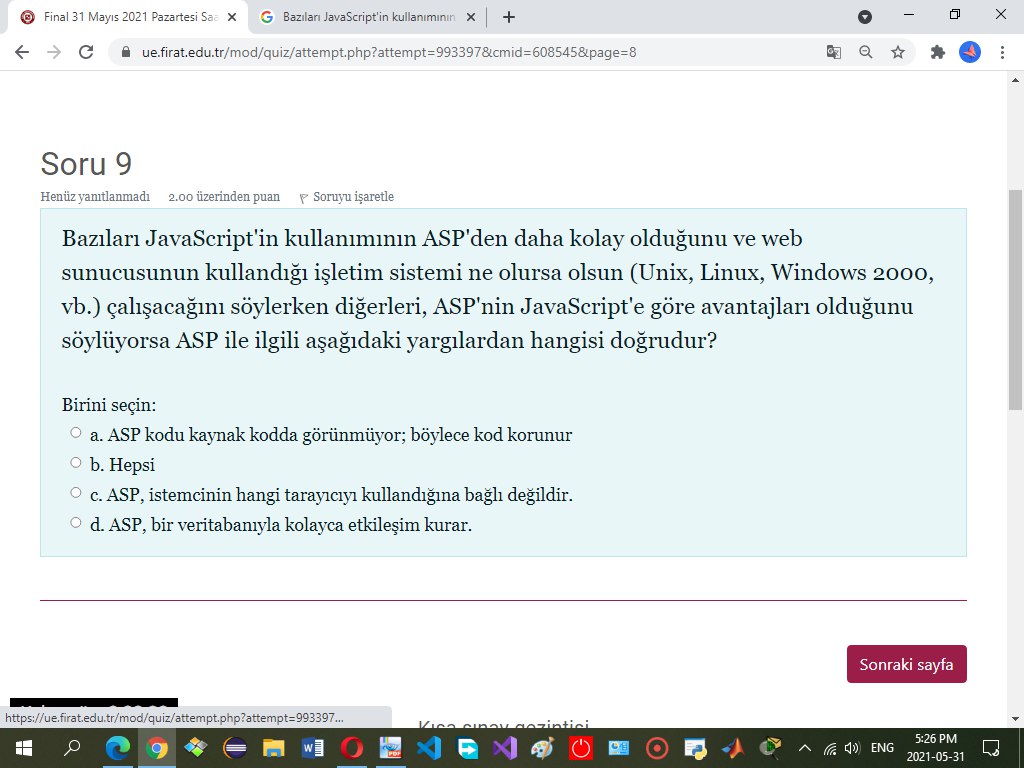 Final 31 Mayıs 2021 Pazartesi Saa
Bazıları JavaScript'in kullanımının
ue.firat.edu.tr/mod/quiz/attempt.php?attempt=993397&cmid=608545&page=8
Soru 9
Henüz yanıtlanmadı 2.00 üzerinden puan Soruyu işaretle
Bazıları JavaScript'in kullanımının ASP'den daha kolay olduğunu ve web
sunucusunun kullandığı işletim sistemi ne olursa olsun (Unix, Linux, Windows 2000,
vb.) çalışacağını söylerken diğerleri, ASP'nin JavaScript'e göre avantajları olduğunu
söylüyorsa ASP ile ilgili aşağıdaki yargılardan hangisi doğrudur?
Birini seçin:
a. ASP kodu kaynak kodda görünmüyor; böylece kod korunur
b. Hepsi
c. ASP, istemcinin hangi tarayıcıyı kullandığına bağlı değildir.
d. ASP, bir veritabanıyla kolayca etkileşim kurar.
Sonraki sayfa
https://ue.firat.edu.tr/mod/quiz/attempt.php?attempt=993397...
Kısa sınav gezintisi
ENG
5:26 PM
2021-05-31